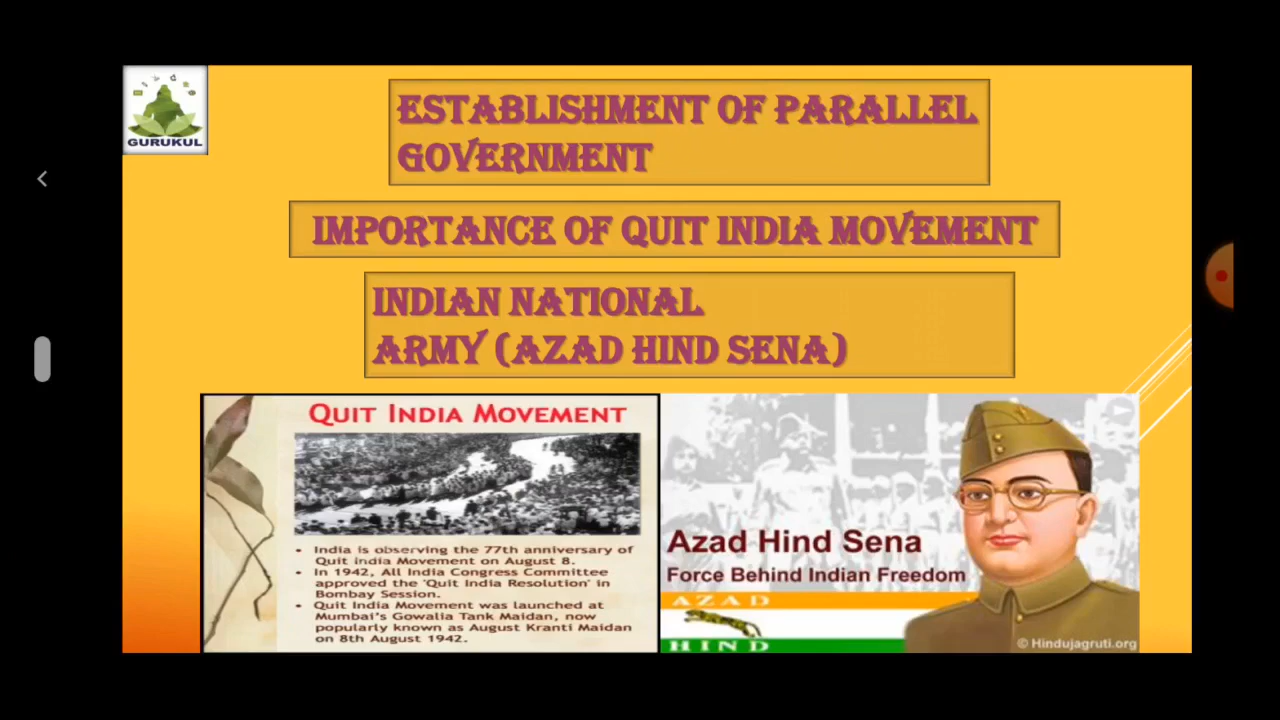 GURUKUL
ESTABLISHMENT OF PARALLEL
GOVERNMENT
IMPORTANCE OF QUIT INDIA MOVEMENT
INDIAN NATIONAL
ARMY (AZAD HIND SENA)
QUIT INDIA MOVEMENT
• India is observing the 77th anniversary of
Quit India Movement on August 8.
• In 1942, All India Congress Committee
approved the 'Quit India Resolution' in
Bombay Session.
• Quit India Movement was launched at
Mumbai's Gowalia Tank Maidan, now
popularly known as August Kranti Maidan
on 8th August 1942.
Azad Hind Sena
Force Behind Indian Freedom
AZAD
HIND
© Hindujagruti.org